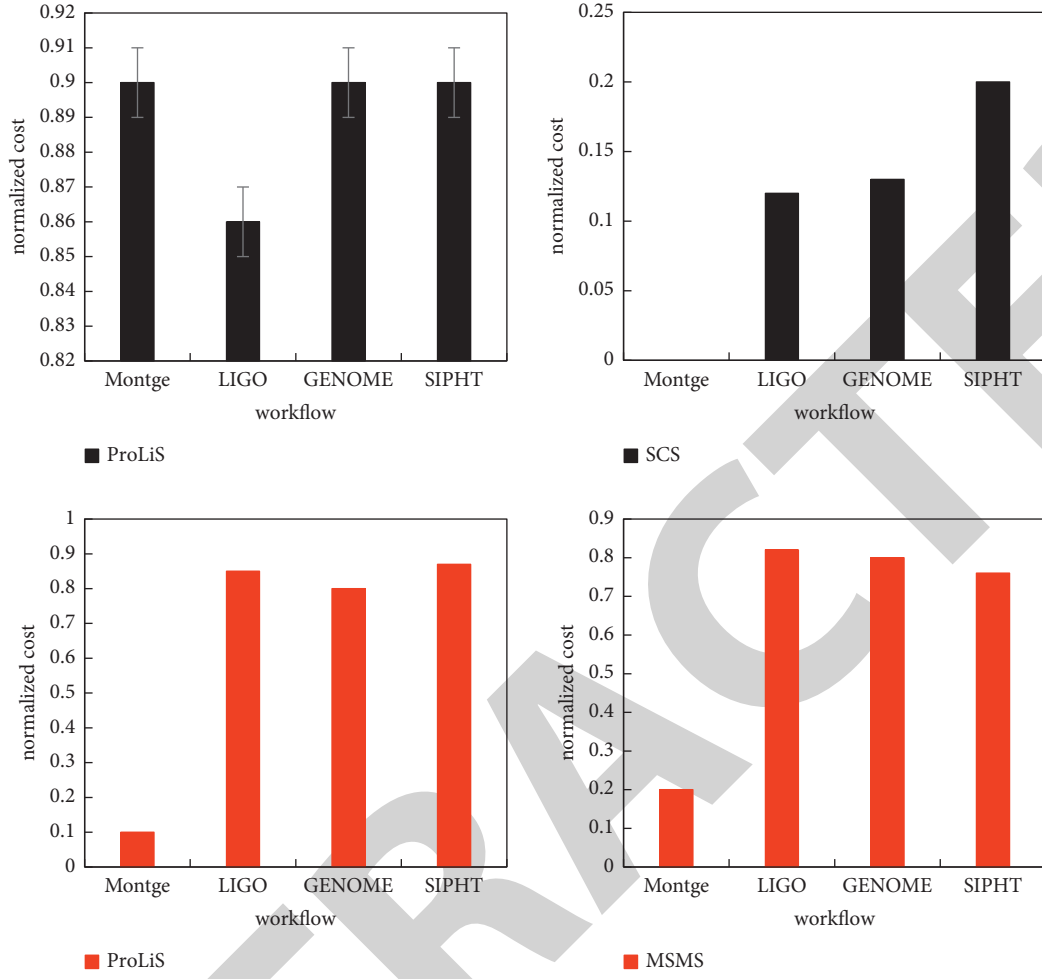 0.92
0.91
0.9
0.89
0.88
0.87
0.86
0.85
0.84
0.83
0.82
normalized cost
Montge LIGO GENOME SIPHT
workflow
ProLiS
0.25
0.2
0.15
0.1
0.05
0
normalized cost
Montge LIGO GENOME SIPHT
workflow
SCS
1
0.9
0.8
0.7
0.6
0.5
0.4
0.3
0.2
0.1
0
normalized cost
Montge LIGO GENOME SIPHT
workflow
ProLiS
0.9
0.8
0.7
0.6
0.5
0.4
0.3
0.2
0.1
0
normalized cost
Montge LIGO GENOME SIPHT
workflow
MSMS
TRACTE